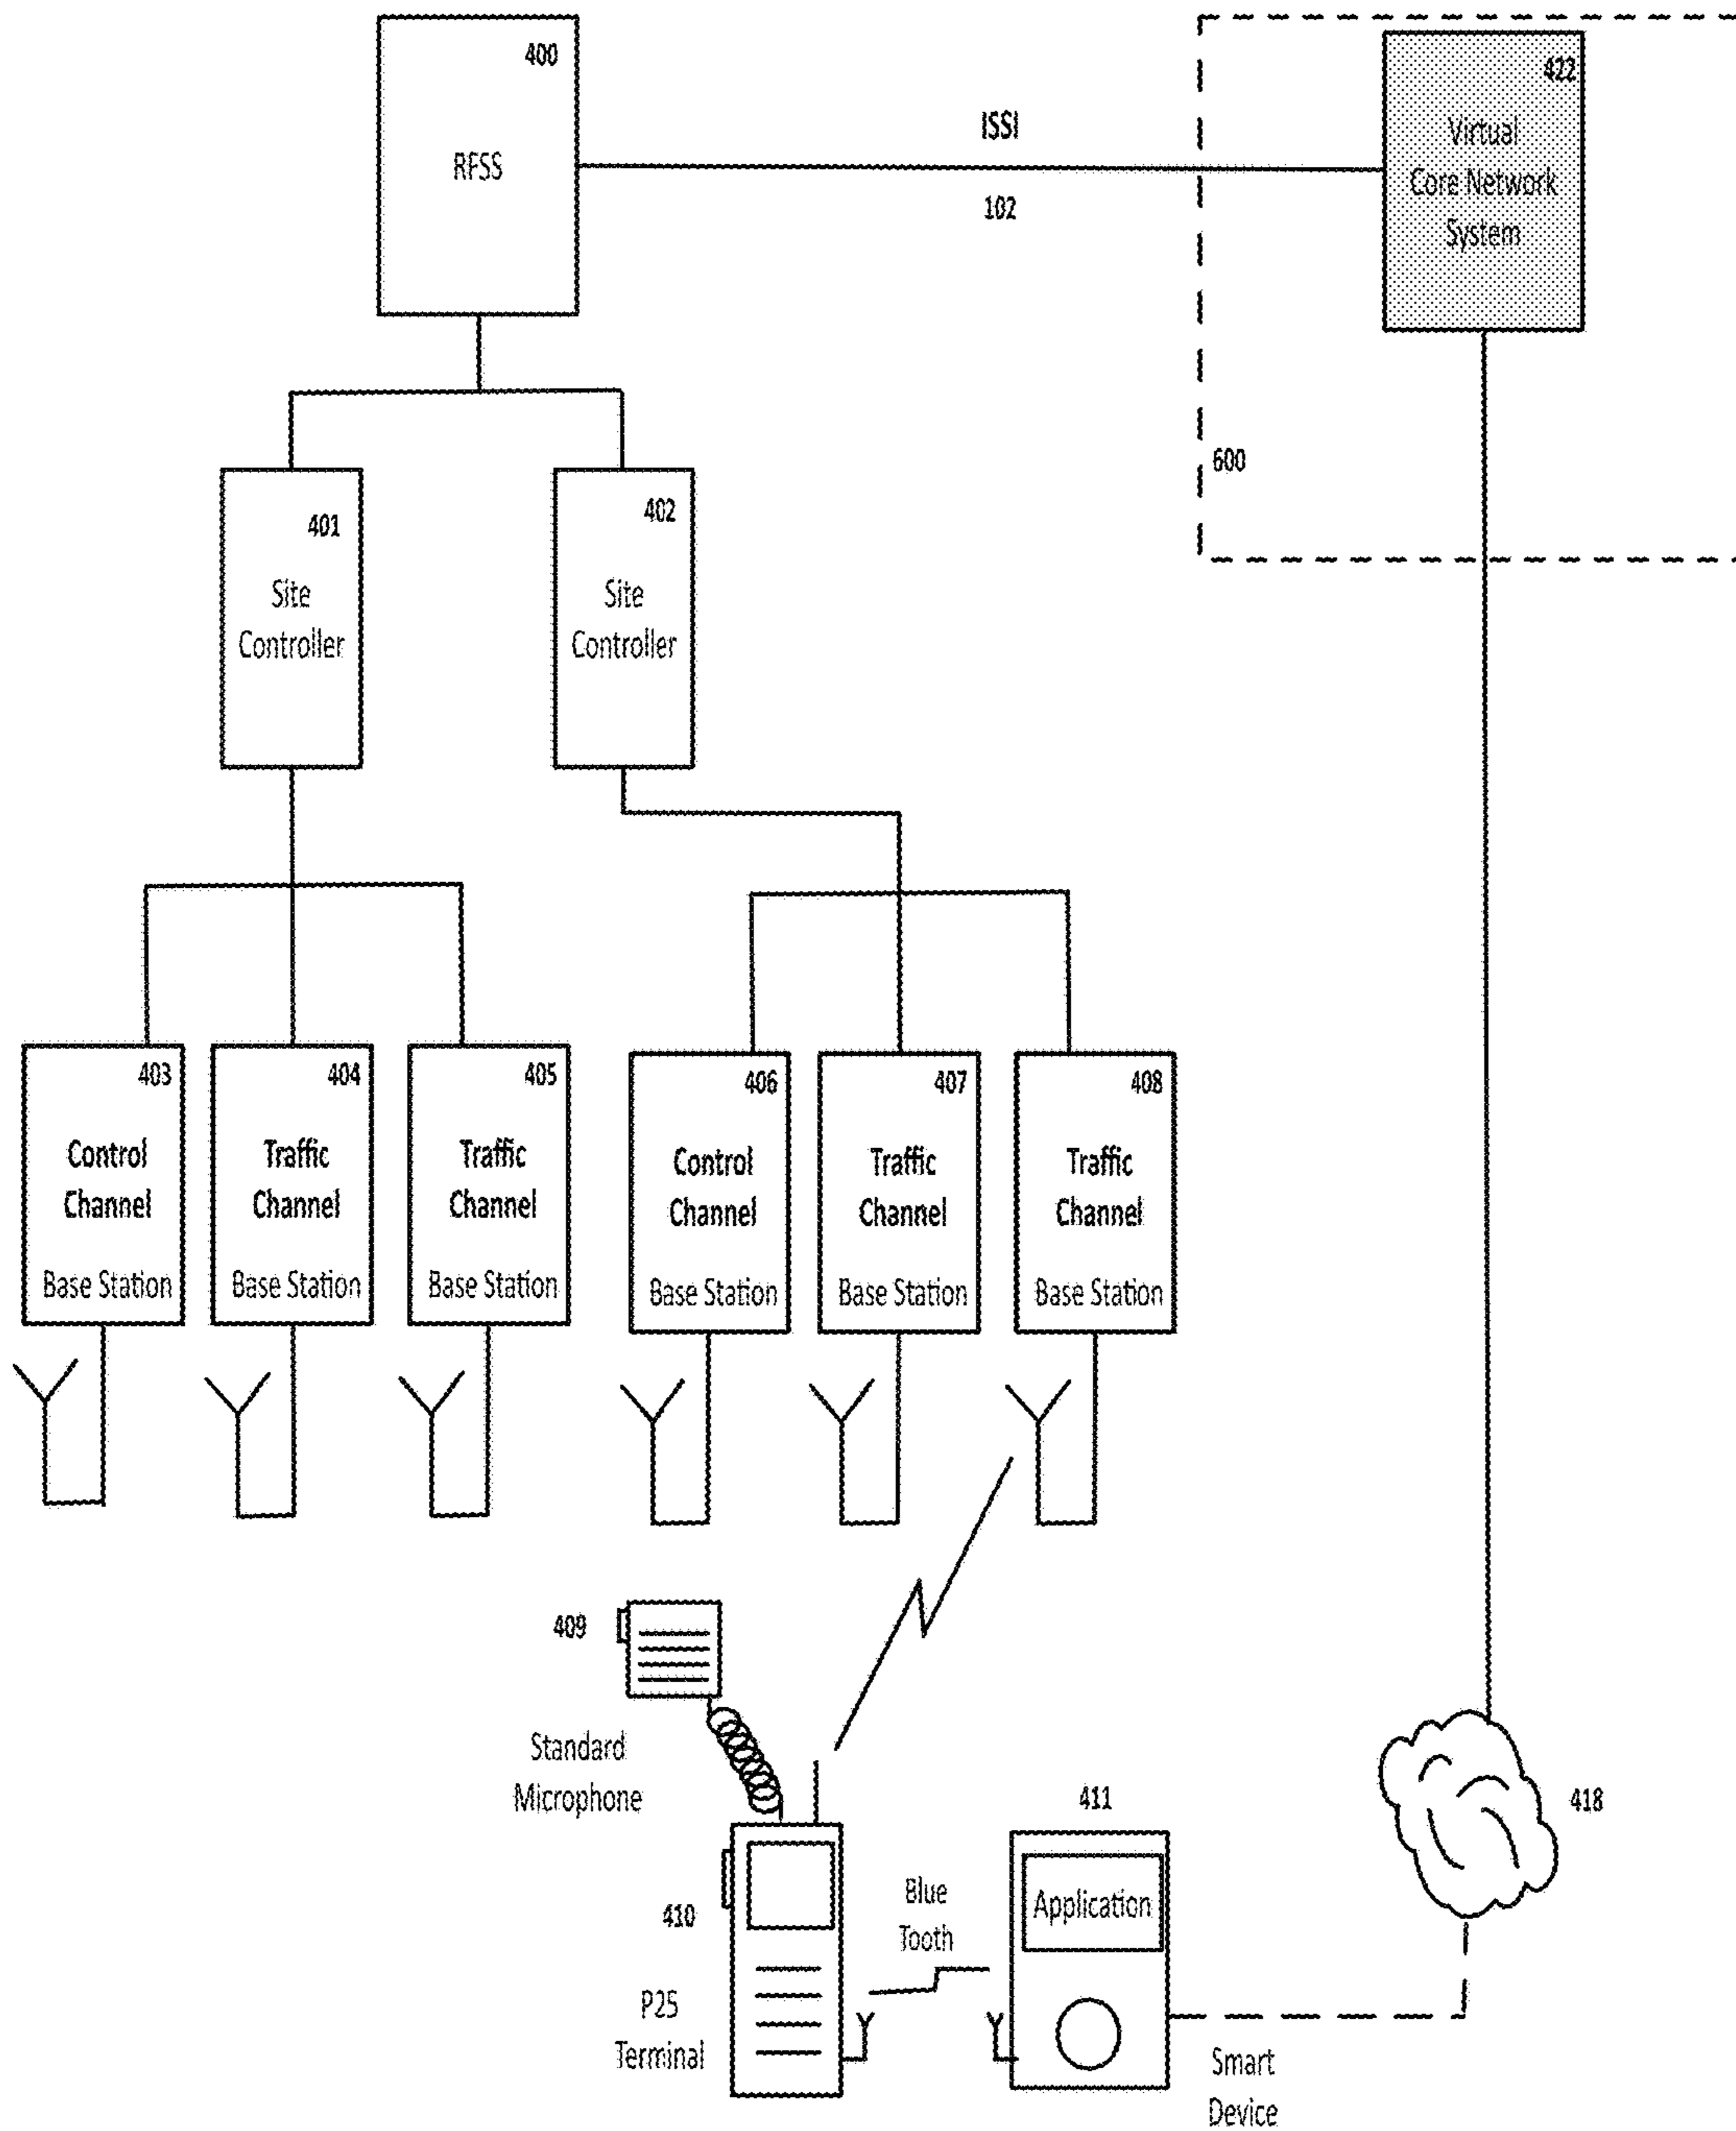 400
RFSS
ISSI
102
422
Virtual
Core Network
System
600
401
Site
Controller
402
Site
Controller
403
Control
Channel
Base Station
404
Traffic
Channel
Base Station
405
Traffic
Channel
Base Station
406
Control
Channel
Base Station
407
Traffic
Channel
Base Station
408
Traffic
Channel
Base Station
409
Standard
Microphone
410
P25
Terminal
Blue
Tooth
411
Application
Smart
Device
418